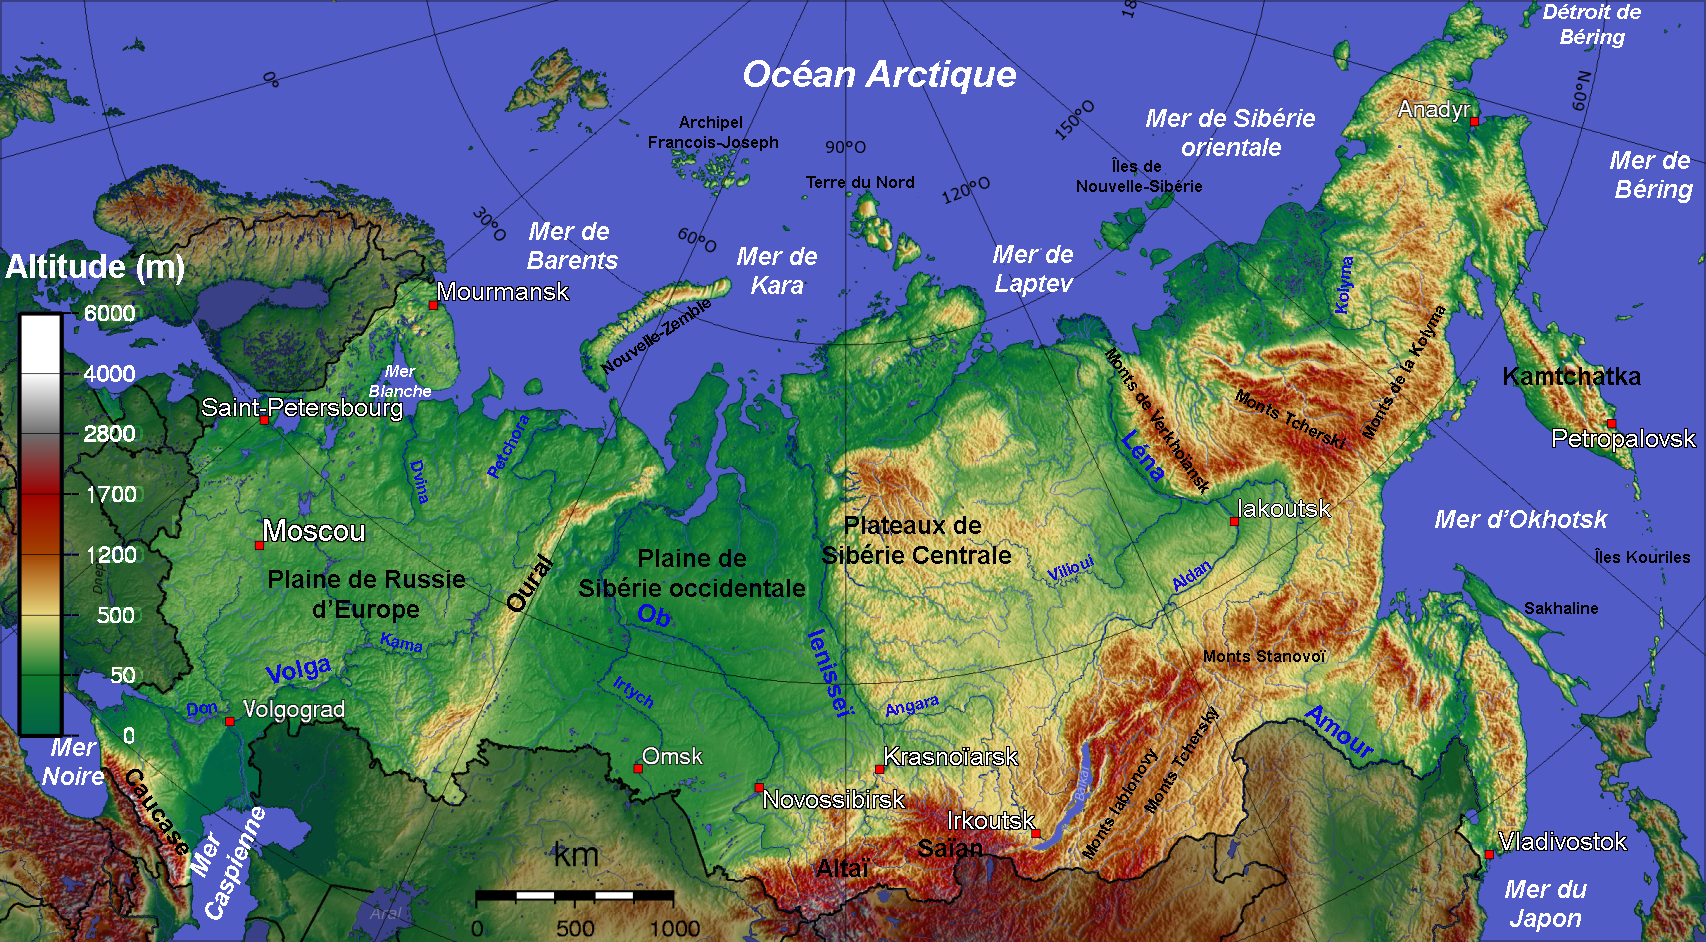 Détroit de
Béring
180°
Océan Arctique
0°
60°N
Anadyr
Mer de Sibérie
orientale
150°O
Archipel
Francois-Joseph
90°O
Mer de
Béring
Îles de
Nouvelle-Sibérie
Terre du Nord
120°O
30°O
Mer de
Barents
60°O
Mer de
Kara
Mer de
Laptev
Altitude (m)
6000
4000
2800
1700
1200
500
50
0
Mourmansk
Nouvelle-Zemble
Kolyma
Mer
Blanche
Saint-Petersbourg
Monts de Verkhoïansk
Monts Tcherski
Monts de la Kolyma
Kamtchatka
Petropalovsk
Petchora
Dvina
Léna
Iakoutsk
Moscou
Plaine de Russie
d’Europe
Oural
Plaine de
Sibérie occidentale
Plateaux de
Sibérie Centrale
Mer d’Okhotsk
Îles Kouriles
Vilioui
Aldan
Sakhaline
Dnepr
Ob
Kama
Volga
Ienisseï
Monts Stanovoï
Irtych
Angara
Don
Volgograd
Amour
Mer
Noire
Omsk
Krasnoïarsk
Novossibirsk
Irkoutsk
Baïkal
Monts Iablonovy
Monts Tchersky
Caucase
Mer
Caspienne
Altaï
Saïan
Vladivostok
Mer du
Japon
Aral
km
0 500 1000